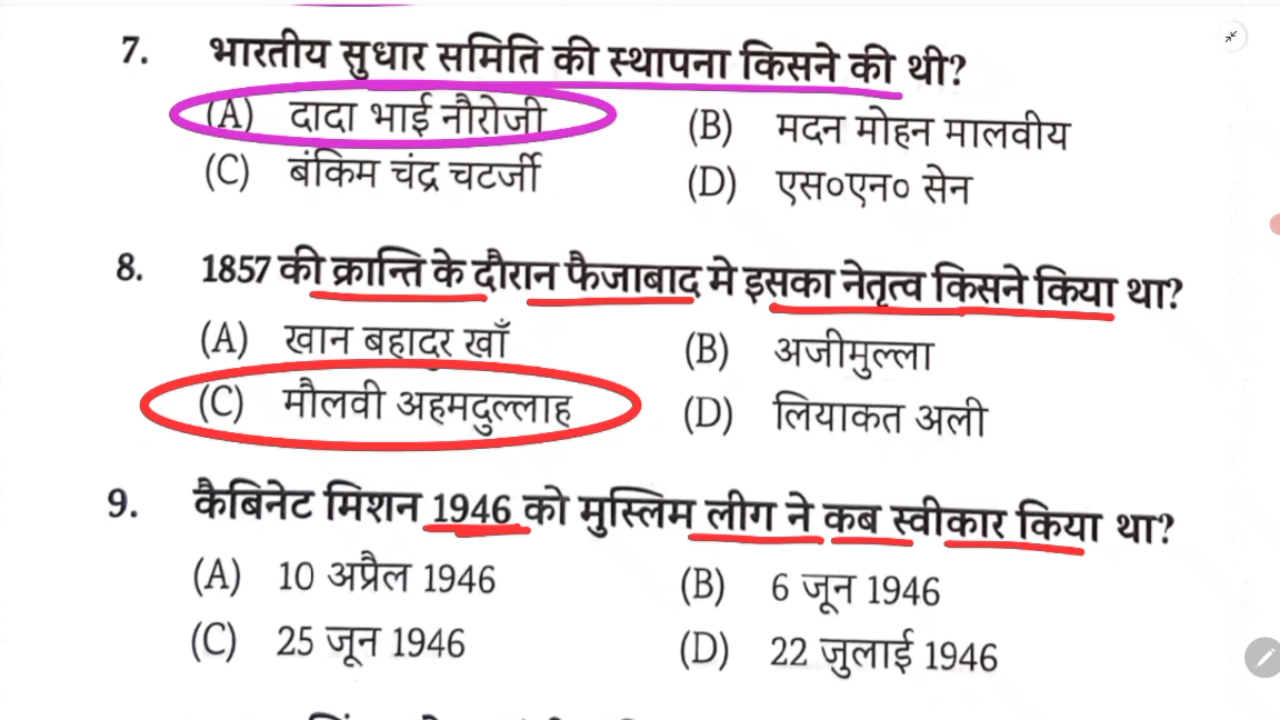 7. भारतीय सुधार समिति की स्थापना किसने की थी?
(A) दादा भाई नौरोजी (B) मदन मोहन मालवीय
(C) बंकिम चंद्र चटर्जी (D) एस०एन० सेन
8. 1857 की क्रान्ति के दौरान फैजाबाद मे इसका नेतृत्व किसने किया था?
(A) खान बहादुर खाँ (B) अजीमुल्ला
(C) मौलवी अहमदुल्लाह (D) लियाकत अली
9. कैबिनेट मिशन 1946 को मुस्लिम लीग ने कब स्वीकार किया था?
(A) 10 अप्रैल 1946 (B) 6 जून 1946
(C) 25 जून 1946 (D) 22 जुलाई 1946